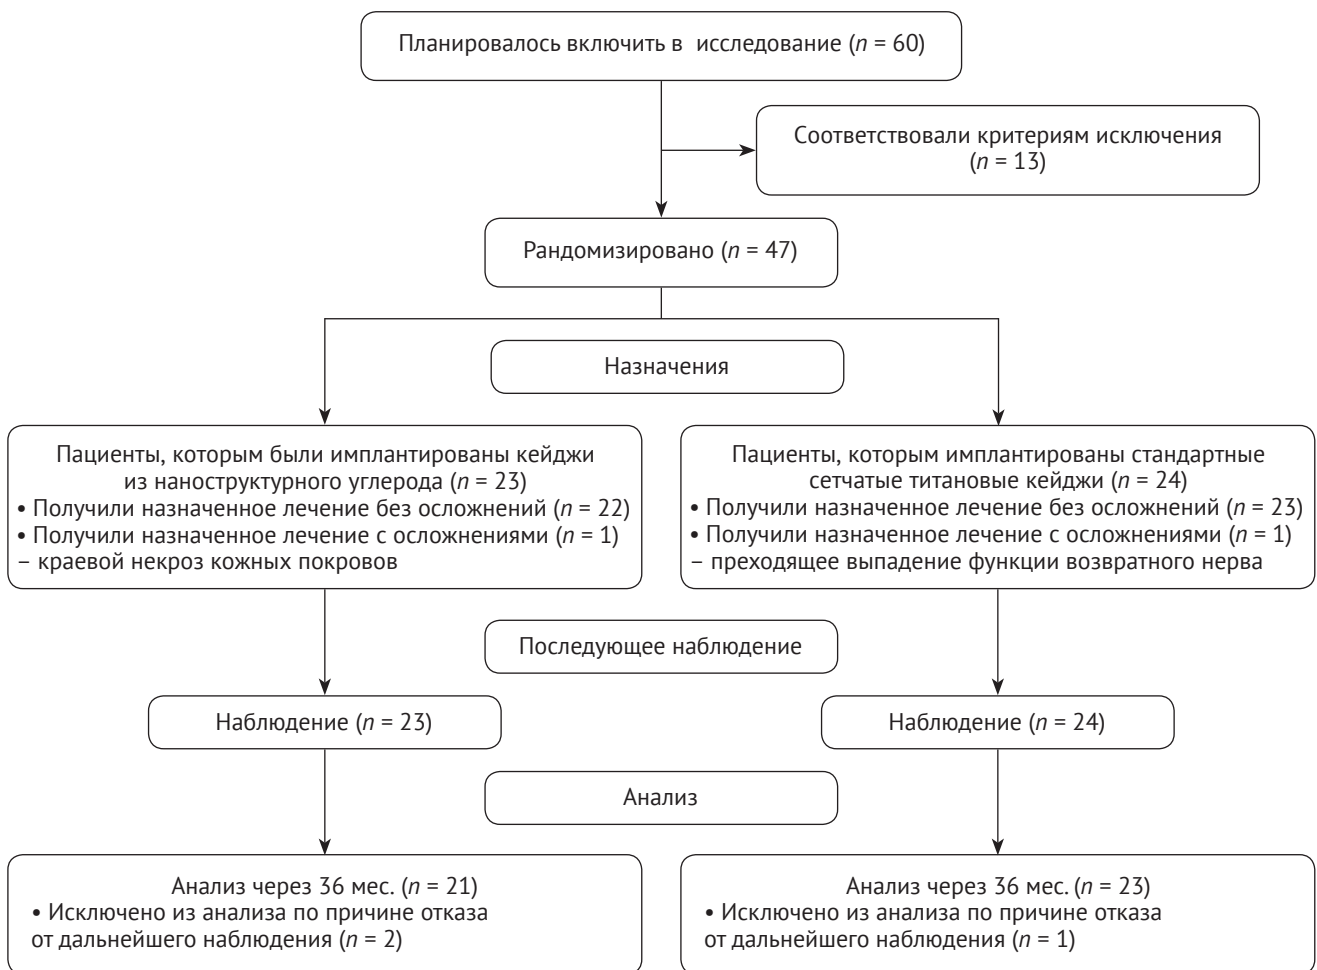 Планировалось включить в исследование (n = 60)
Соответствовали критериям исключения
(n = 13)
Рандомизировано (n = 47)
Назначения
Пациенты, которым были имплантированы кейджи
из наноструктурного углерода (n = 23)
• Получили назначенное лечение без осложнений (n = 22)
• Получили назначенное лечение с осложнениями (n = 1)
– краевой некроз кожных покровов
Пациенты, которым имплантированы стандартные
сетчатые титановые кейджи (n = 24)
• Получили назначенное лечение без осложнений (n = 23)
• Получили назначенное лечение с осложнениями (n = 1)
– преходящее выпадение функции возвратного нерва
Последующее наблюдение
Наблюдение (n = 23)
Наблюдение (n = 24)
Анализ
Анализ через 36 мес. (n = 21)
• Исключено из анализа по причине отказа
от дальнейшего наблюдения (n = 2)
Анализ через 36 мес. (n = 23)
• Исключено из анализа по причине отказа
от дальнейшего наблюдения (n = 1)